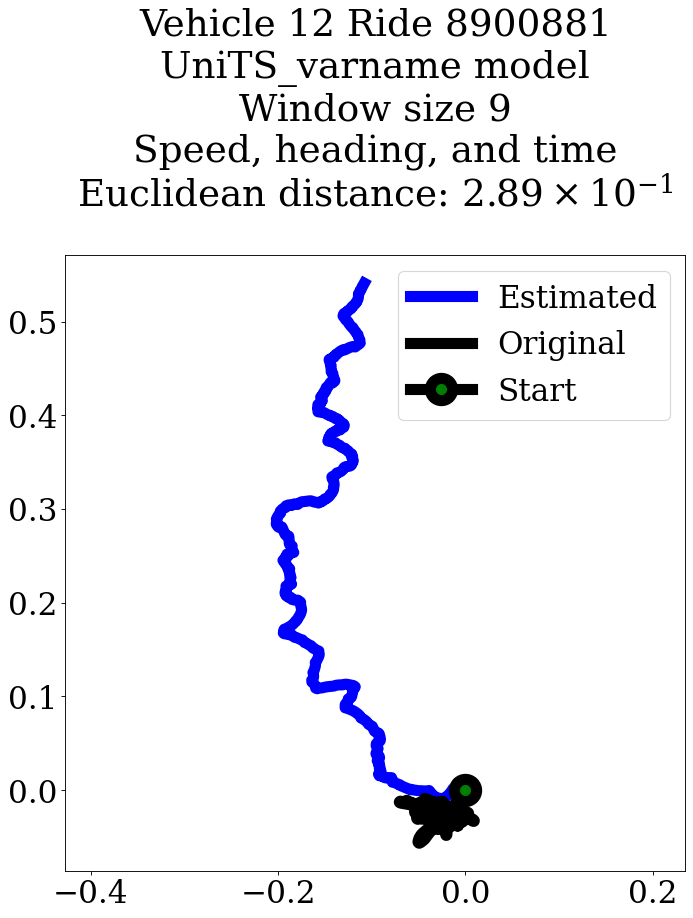 Vehicle 12 Ride 8900881
UniTS_varname model
Window size 9
Speed, heading, and time
Euclidean distance: 2.89 × 10⁻¹
Estimated
Original
Start
0.5
0.4
0.3
0.2
0.1
0.0
−0.4
−0.2
0.0
0.2